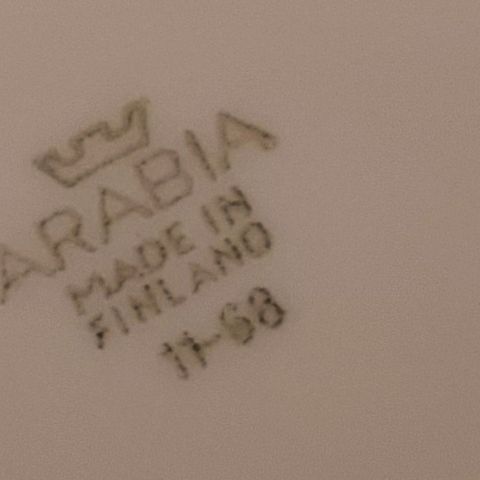 ARABIA
MADE IN
FINLAND
11-68